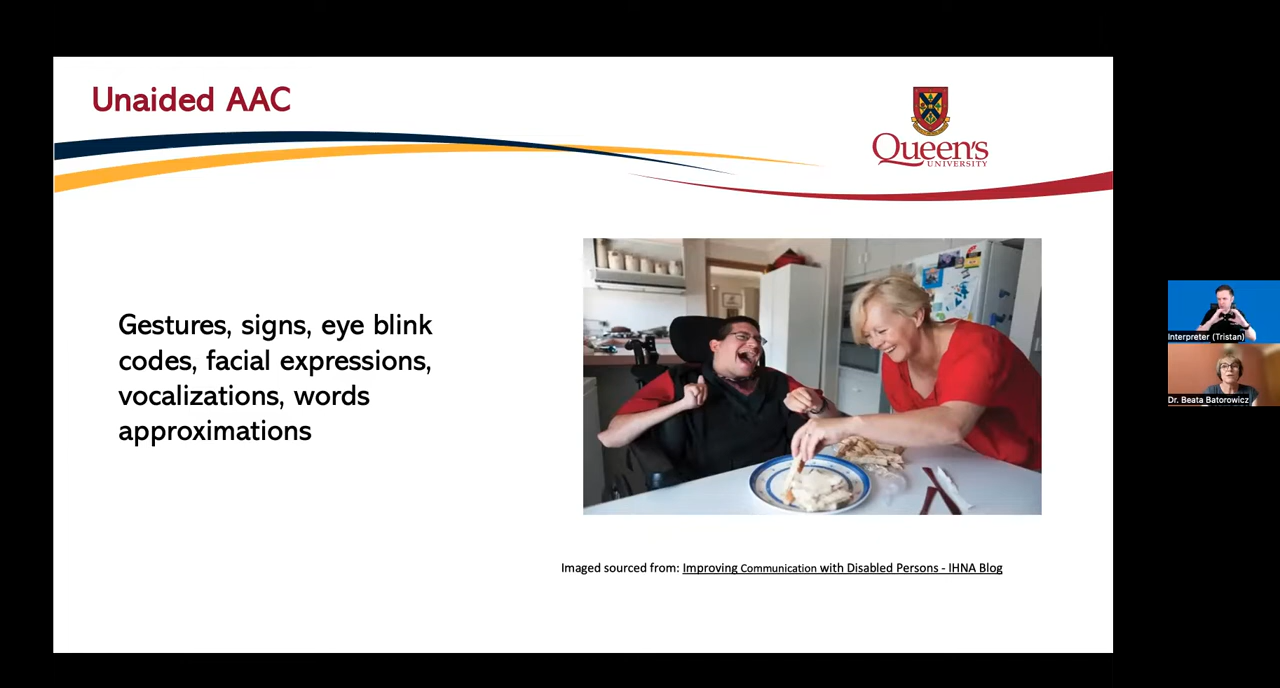 Unaided AAC
Queen's
UNIVERSITY
Gestures, signs, eye blink
codes, facial expressions,
vocalizations, words
approximations
Imaged sourced from: Improving Communication with Disabled Persons - IHNA Blog
Interpreter (Tristan)
Dr. Beata Batorowicz